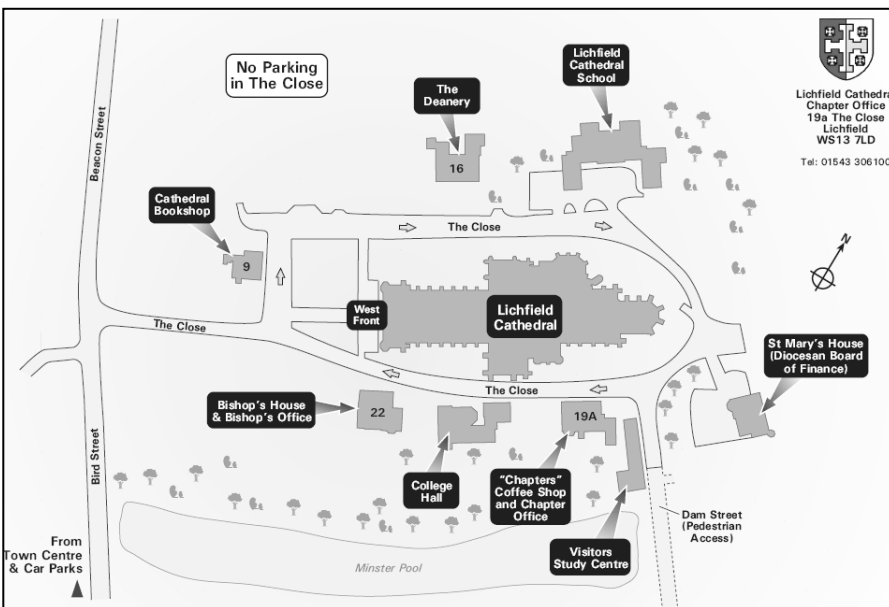 No Parking
in The Close
The
Deanery
16
Lichfield
Cathedral
School
Lichfield Cathedra
Chapter Office
19a The Close
Lichfield
WS13 7LD
Tel: 01543 306100
Beacon Street
Cathedral
Bookshop
9
The Close
N
West
Front
Lichfield
Cathedral
The Close
St Mary's House
(Diocesan Board
of Finance)
The Close
Bishop's House
& Bishop's Office
22
19A
College
Hall
"Chapters"
Coffee Shop
and Chapter
Office
Bird Street
Dam Street
(Pedestrian
Access)
Visitors
Study Centre
From
Town Centre
& Car Parks
Minster Pool